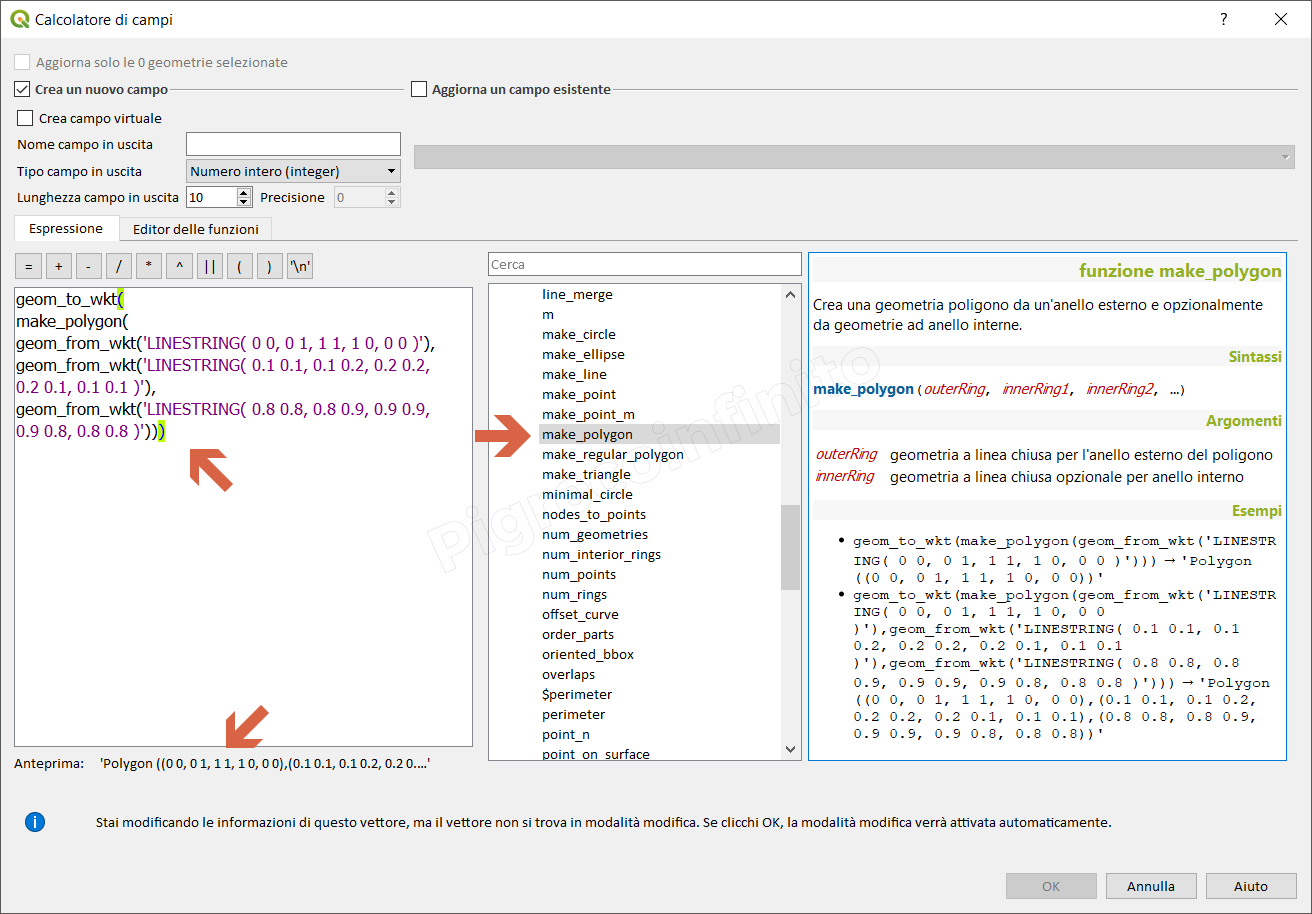 Calcolatore di campi
?
Aggiorna solo le 0 geometrie selezionate
Crea un nuovo campo
Aggiorna un campo esistente
Crea campo virtuale
Nome campo in uscita
Tipo campo in uscita
Numero intero (integer)
Lunghezza campo in uscita
10
Precisione
0
Espressione
Editor delle funzioni
= + - / * ^ || ( ) '\n'
geom_to_wkt(
make_polygon(
geom_from_wkt('LINESTRING( 0 0, 0 1, 1 1, 1 0, 0 0 )'),
geom_from_wkt('LINESTRING( 0.1 0.1, 0.1 0.2, 0.2 0.2,
0.2 0.1, 0.1 0.1 )'),
geom_from_wkt('LINESTRING( 0.8 0.8, 0.8 0.9, 0.9 0.9,
0.9 0.8, 0.8 0.8 )')))
Anteprima:
'Polygon ((0 0, 0 1, 1 1, 1 0, 0 0),(0.1 0.1, 0.1 0.2, 0.2 0.…'
Cerca
line_merge
m
make_circle
make_ellipse
make_line
make_point
make_point_m
make_polygon
make_regular_polygon
make_triangle
minimal_circle
nodes_to_points
num_geometries
num_interior_rings
num_points
num_rings
offset_curve
order_parts
oriented_bbox
overlaps
$perimeter
perimeter
point_n
point_on_surface
funzione make_polygon
Crea una geometria poligono da un'anello esterno e opzionalmente
da geometrie ad anello interne.
Sintassi
make_polygon(outerRing, innerRing1, innerRing2, …)
Argomenti
outerRing geometria a linea chiusa per l'anello esterno del poligono
innerRing geometria a linea chiusa opzionale per anello interno
Esempi
• geom_to_wkt(make_polygon(geom_from_wkt('LINESTR
ING( 0 0, 0 1, 1 1, 1 0, 0 0 )'))) → 'Polygon
((0 0, 0 1, 1 1, 1 0, 0 0))'
• geom_to_wkt(make_polygon(geom_from_wkt('LINESTR
ING( 0 0, 0 1, 1 1, 1 0, 0 0
)'),geom_from_wkt('LINESTRING( 0.1 0.1, 0.1
0.2, 0.2 0.2, 0.2 0.1, 0.1 0.1
)'),geom_from_wkt('LINESTRING( 0.8 0.8, 0.8
0.9, 0.9 0.9, 0.9 0.8, 0.8 0.8 )'))) → 'Polygon
((0 0, 0 1, 1 1, 1 0, 0 0),(0.1 0.1, 0.1 0.2,
0.2 0.2, 0.2 0.1, 0.1 0.1),(0.8 0.8, 0.8 0.9,
0.9 0.9, 0.9 0.8, 0.8 0.8))'
Stai modificando le informazioni di questo vettore, ma il vettore non si trova in modalità modifica. Se clicchi OK, la modalità modifica verrà attivata automaticamente.
OK
Annulla
Aiuto